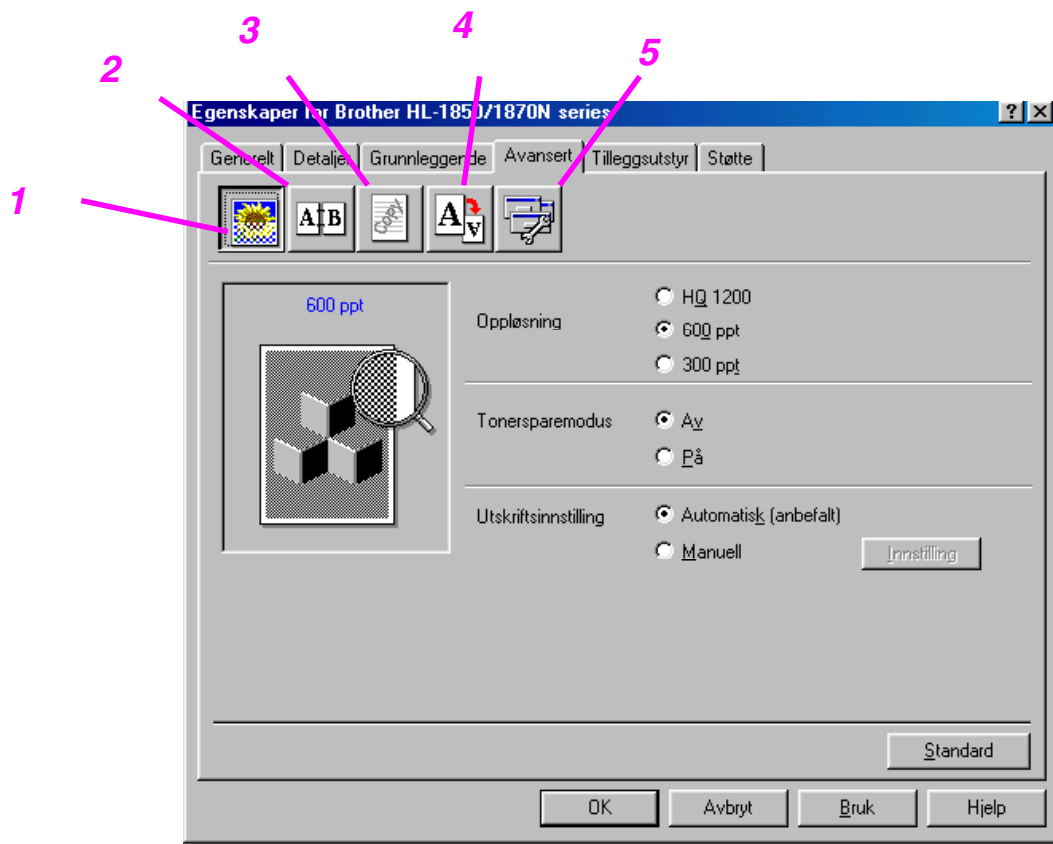 3 4
2 5
Egenskaper for Brother HL-1850/1870N series
Generelt Detaljer Grunnleggende Avansert Tilleggsutstyr Støtte
1
A B COPY A A
600 ppt
Oppløsning
HQ 1200
600 ppt
300 ppt
Tonersparemodus
Av
På
Utskriftsinnstilling
Automatisk (anbefalt)
Manuell Innstilling
Standard
OK Avbryt Bruk Hjelp